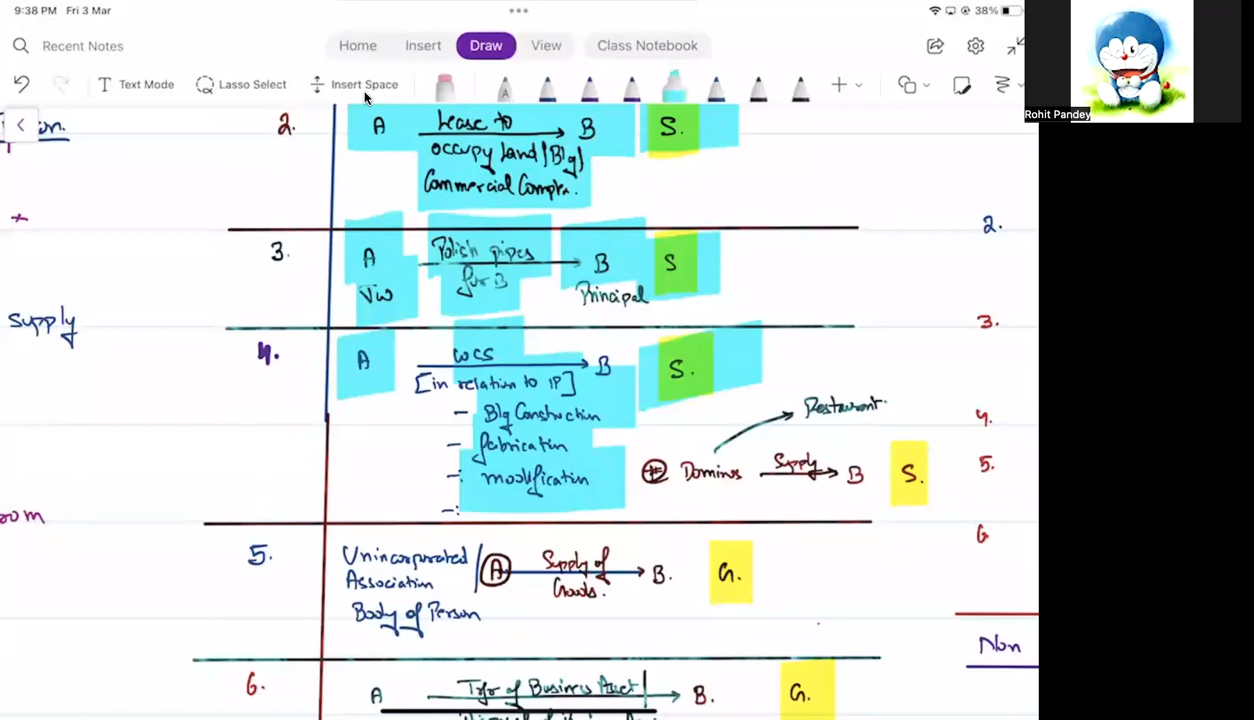 9:38 PM Fri 3 Mar
38%
Recent Notes
Home Insert Draw View Class Notebook
Text Mode Lasso Select Insert Space
Rohit Pandey
2. A Lease to B S.
occupy Land/Blg
Commercial Complex.
2.
3. A Polish pipes B S
for B
J/W Principal
supply
3.
4. A WCS B S.
[in relation to IP]
- Blg Construction
Restaurant.
4.
- fabrication
- modification
Dominos Supply B S.
5.
oom
6
5. Unincorporated A Supply of B. G.
Association Goods.
Body of Person
Non
6. A Tsfr of Business Asset B. G.